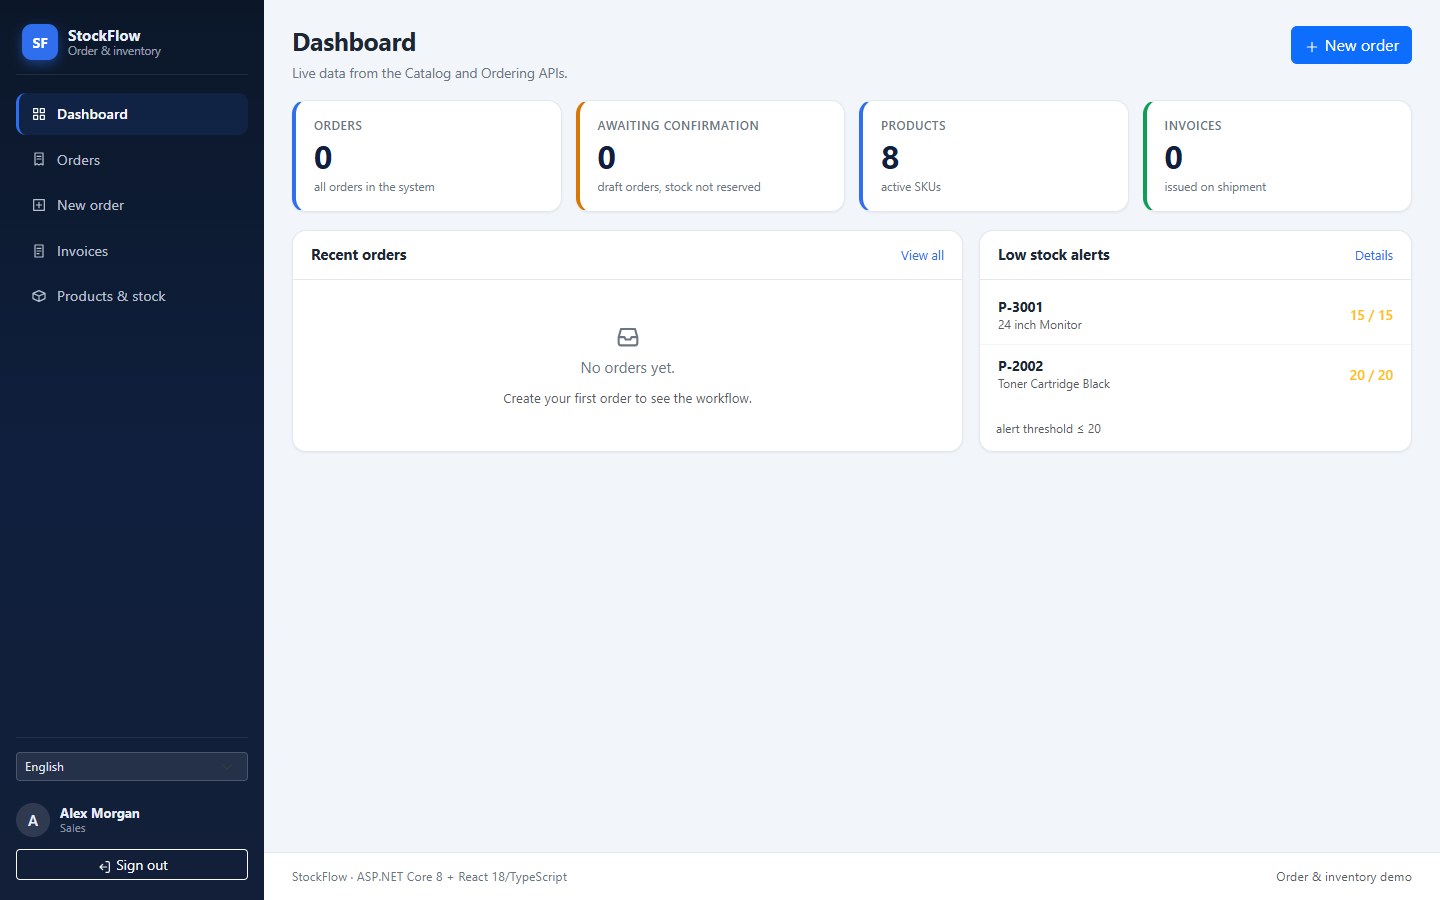 SF
StockFlow
Order & inventory
Dashboard
Orders
New order
Invoices
Products & stock
English
A
Alex Morgan
Sales
Sign out
Dashboard
Live data from the Catalog and Ordering APIs.
+ New order
ORDERS
0
all orders in the system
AWAITING CONFIRMATION
0
draft orders, stock not reserved
PRODUCTS
8
active SKUs
INVOICES
0
issued on shipment
Recent orders
View all
No orders yet.
Create your first order to see the workflow.
Low stock alerts
Details
P-3001
24 inch Monitor
15 / 15
P-2002
Toner Cartridge Black
20 / 20
alert threshold ≤ 20
StockFlow · ASP.NET Core 8 + React 18/TypeScript
Order & inventory demo